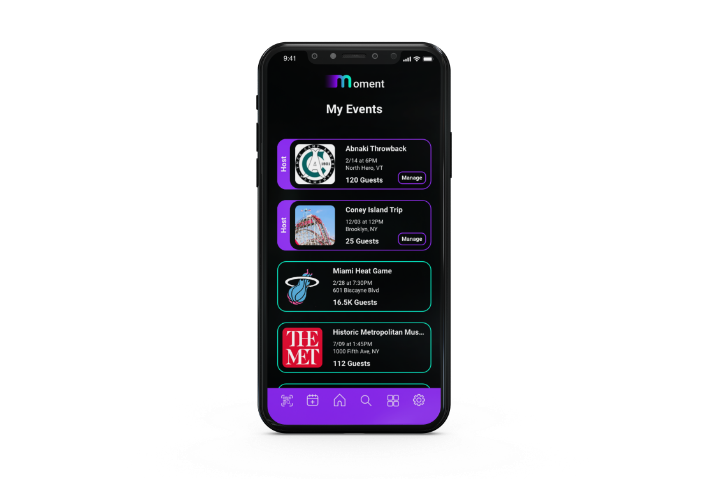 9:41
moment
My Events
Host
Abnaki Throwback
2/14 at 6PM
North Hero, VT
120 Guests
Manage
Host
Coney Island Trip
12/03 at 12PM
Brooklyn, NY
25 Guests
Manage
Miami Heat Game
2/28 at 7:30PM
601 Biscayne Blvd
16.5K Guests
THE
MET
Historic Metropolitan Mus...
7/09 at 1:45PM
1000 Fifth Ave, NY
112 Guests